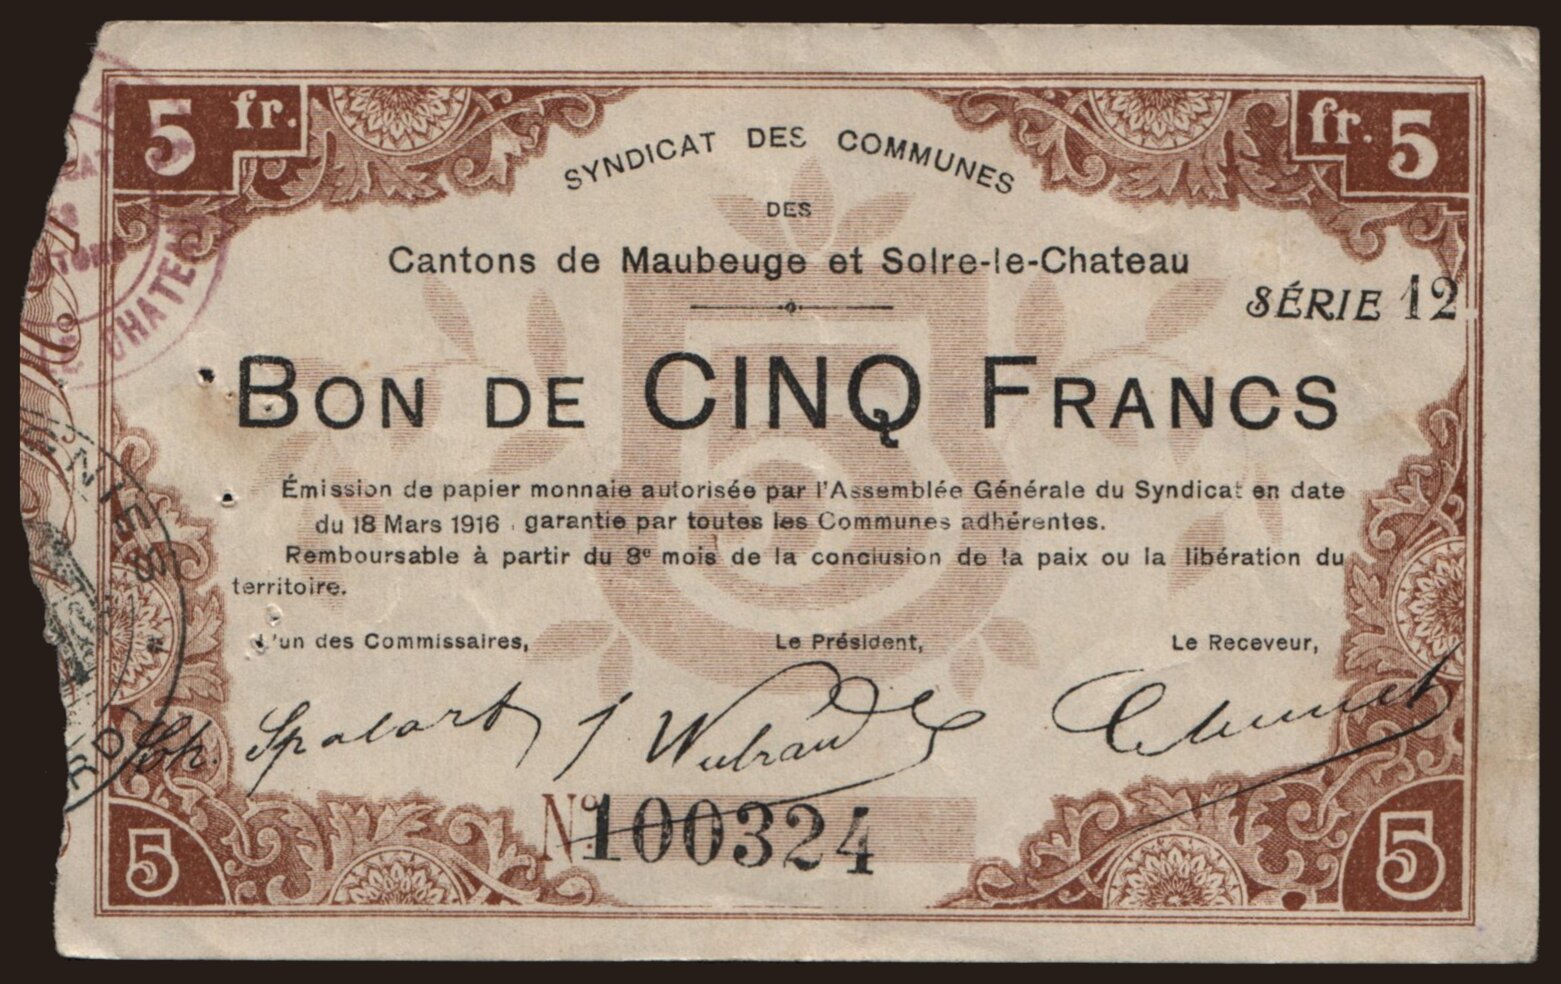 5 fr.
fr. 5
SYNDICAT DES COMMUNES
DES
Cantons de Maubeuge et Solre-le-Chateau
SÉRIE 12
BON DE CINQ FRANCS
Émission de papier monnaie autorisée par l'Assemblée Générale du Syndicat en date
du 18 Mars 1916, garantie par toutes les Communes adhérentes.
Remboursable à partir du 8e mois de la conclusion de la paix ou la libération du
territoire.
L'un des Commissaires,
Le Président,
Le Receveur,
Nº 100324
5
5